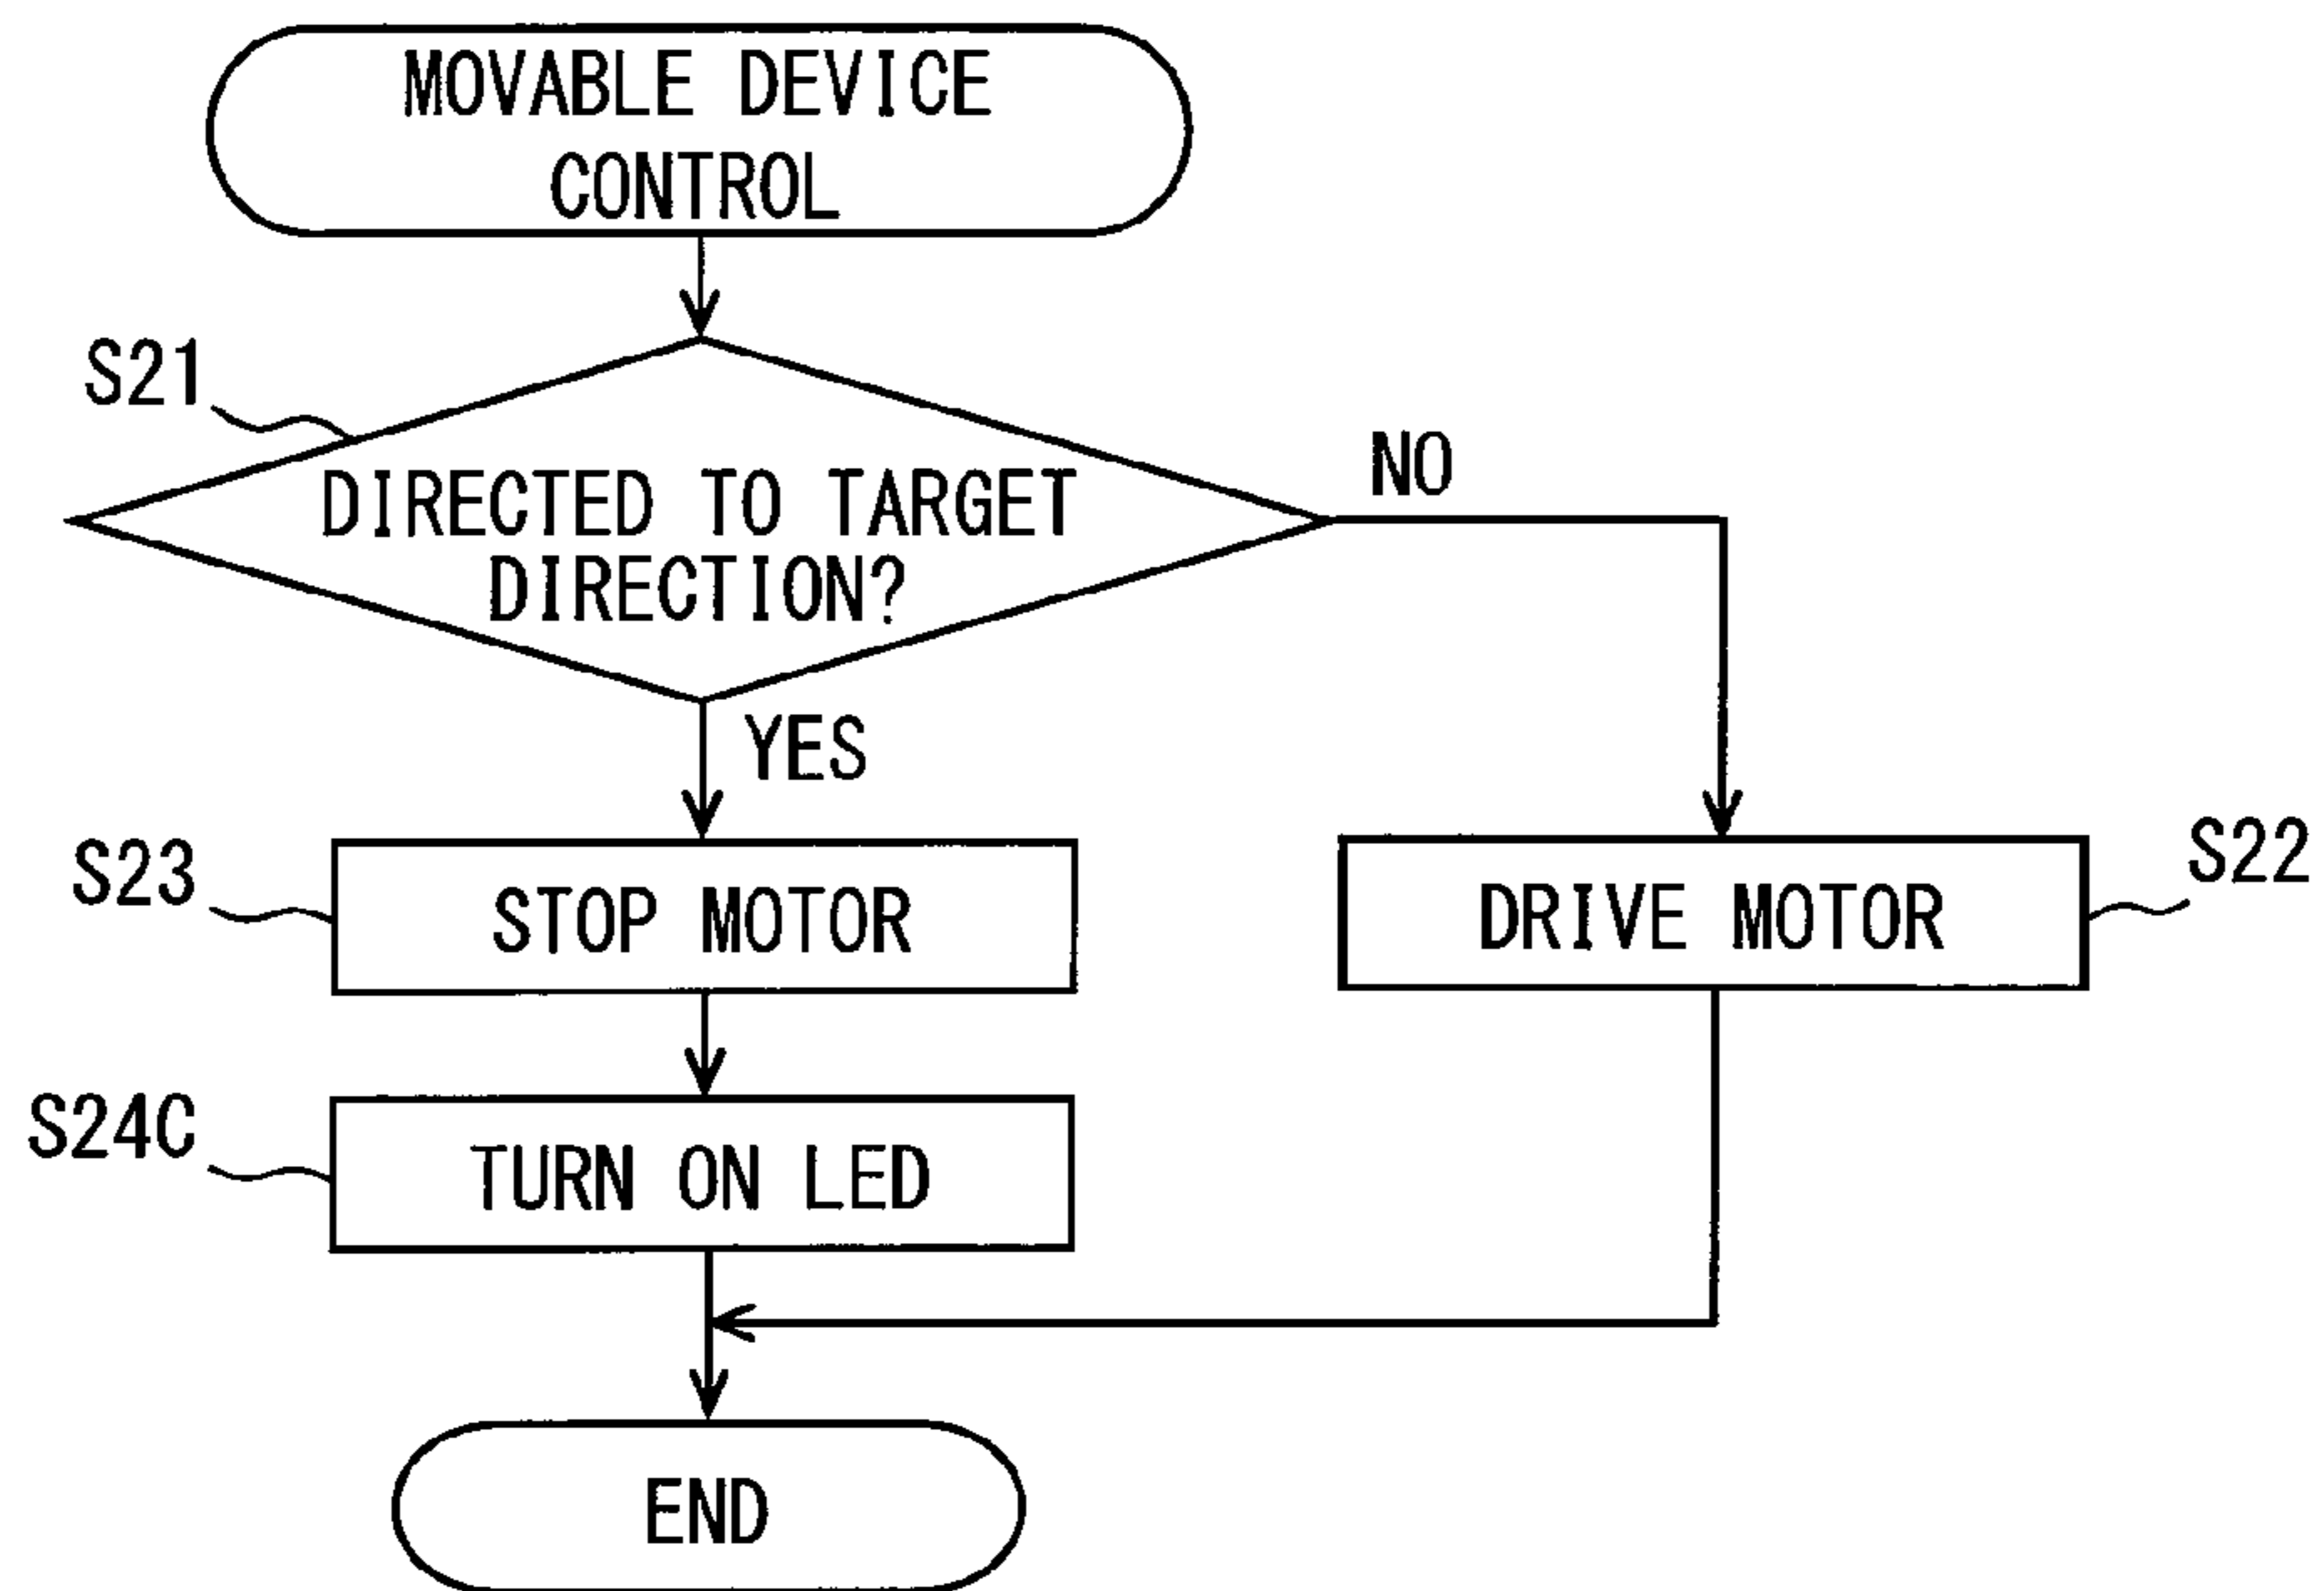 MOVABLE DEVICE
CONTROL
S21
DIRECTED TO TARGET
DIRECTION?
NO
YES
S23
STOP MOTOR
DRIVE MOTOR
S22
S24C
TURN ON LED
END